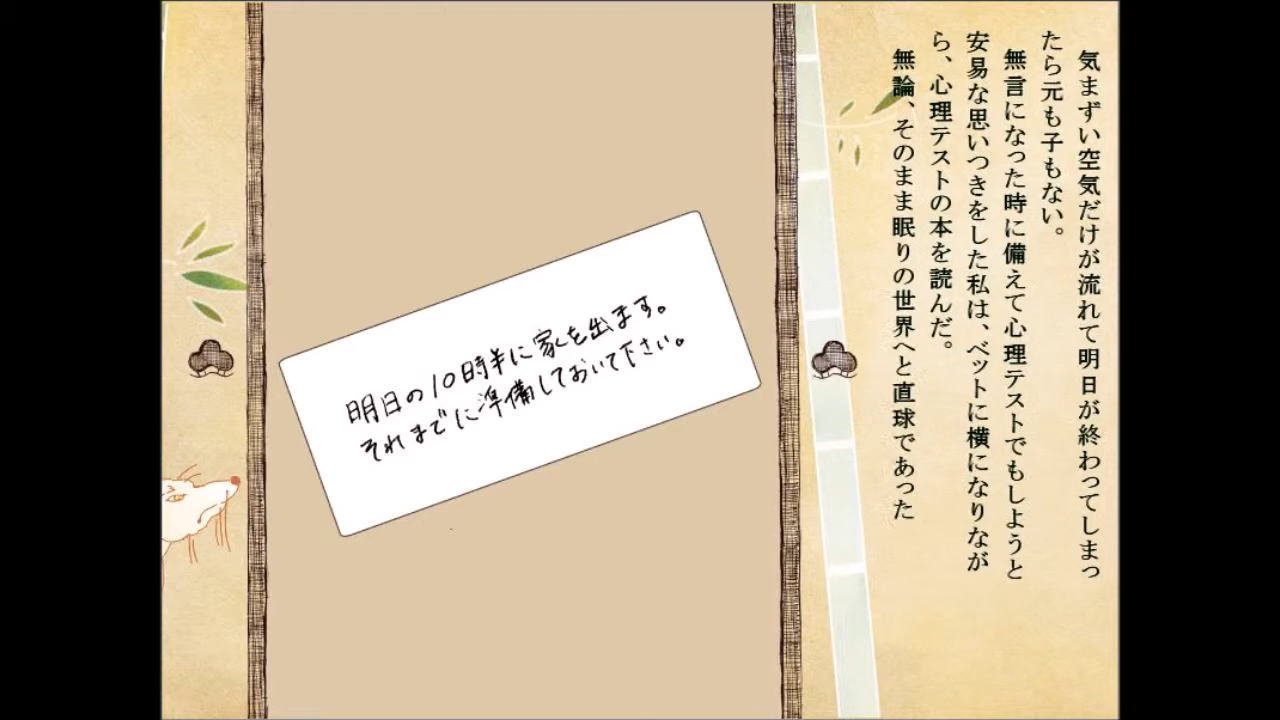 気まずい空気だけが流れて明日が終わってしまっ
たら元も子もない。
無言になった時に備えて心理テストでもしようと
安易な思いつきをした私は、ベットに横になりなが
ら、心理テストの本を読んだ。
無論、そのまま眠りの世界へと直球であった
明日の10時半に家を出ます。
それまでに準備しておいて下さい。